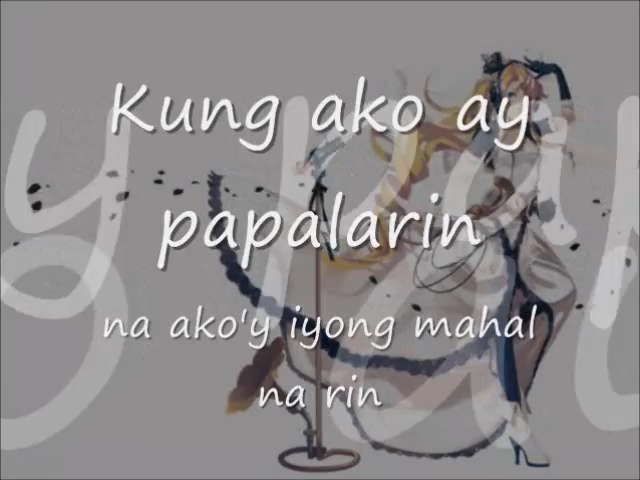 Kung ako ay
papalarin
na ako'y iyong mahal
na rin